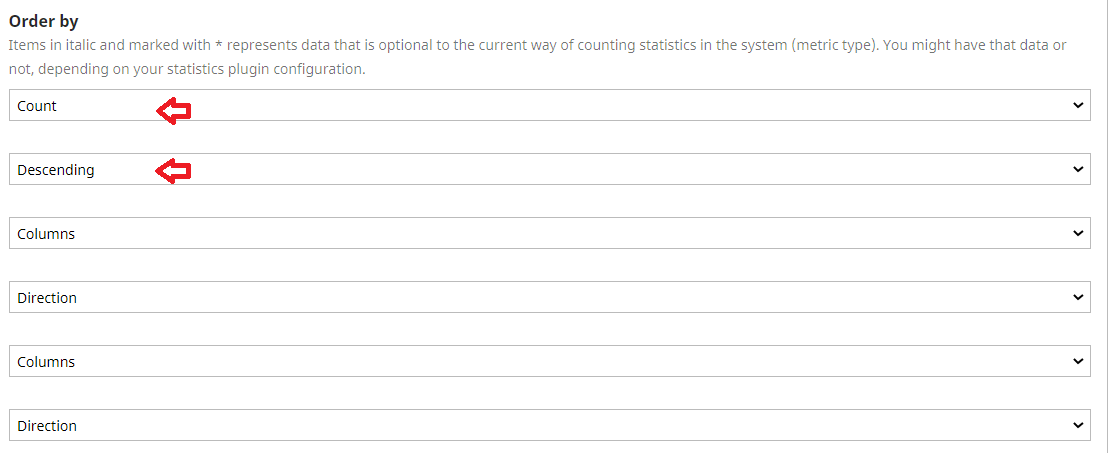 Order by
Items in italic and marked with * represents data that is optional to the current way of counting statistics in the system (metric type). You might have that data or
not, depending on your statistics plugin configuration.
Count
Descending
Columns
Direction
Columns
Direction